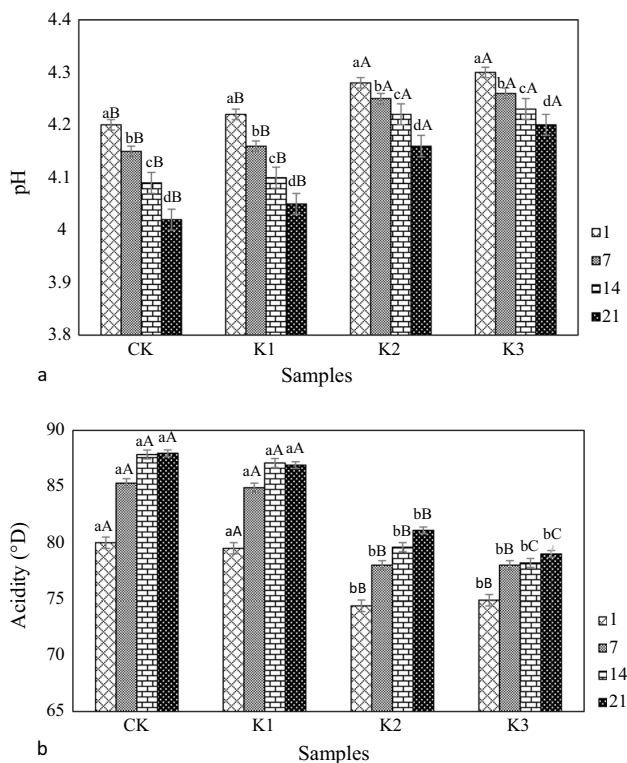 4.4
4.3
4.2
4.1
4
3.9
3.8
pH
aB
bB
cB
dB
aB
bB
cB
dB
aA
bA
cA
dA
aA
bA
cA
dA
1
7
14
21
CK K1 K2 K3
Samples
a
90
85
80
75
70
65
Acidity (°D)
aA
aA
aA
aA
aA
aA
aA
aA
bB
bB
bB
bB
bB
bB
bC
bC
1
7
14
21
CK K1 K2 K3
Samples
b